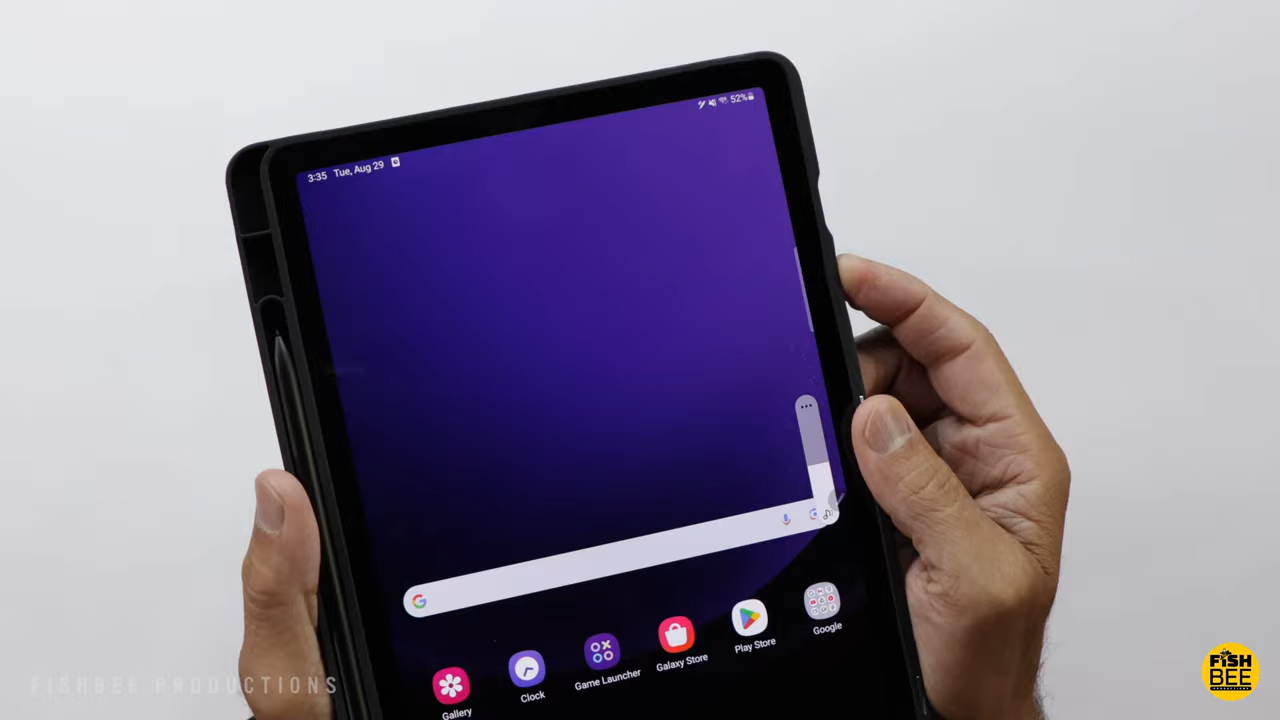 52%
3:35 Tue, Aug 29
G
Gallery
Clock
Game Launcher
Galaxy Store
Play Store
Google
FISHBEE PRODUCTIONS
FISH
BEE
PRODUCTIONS